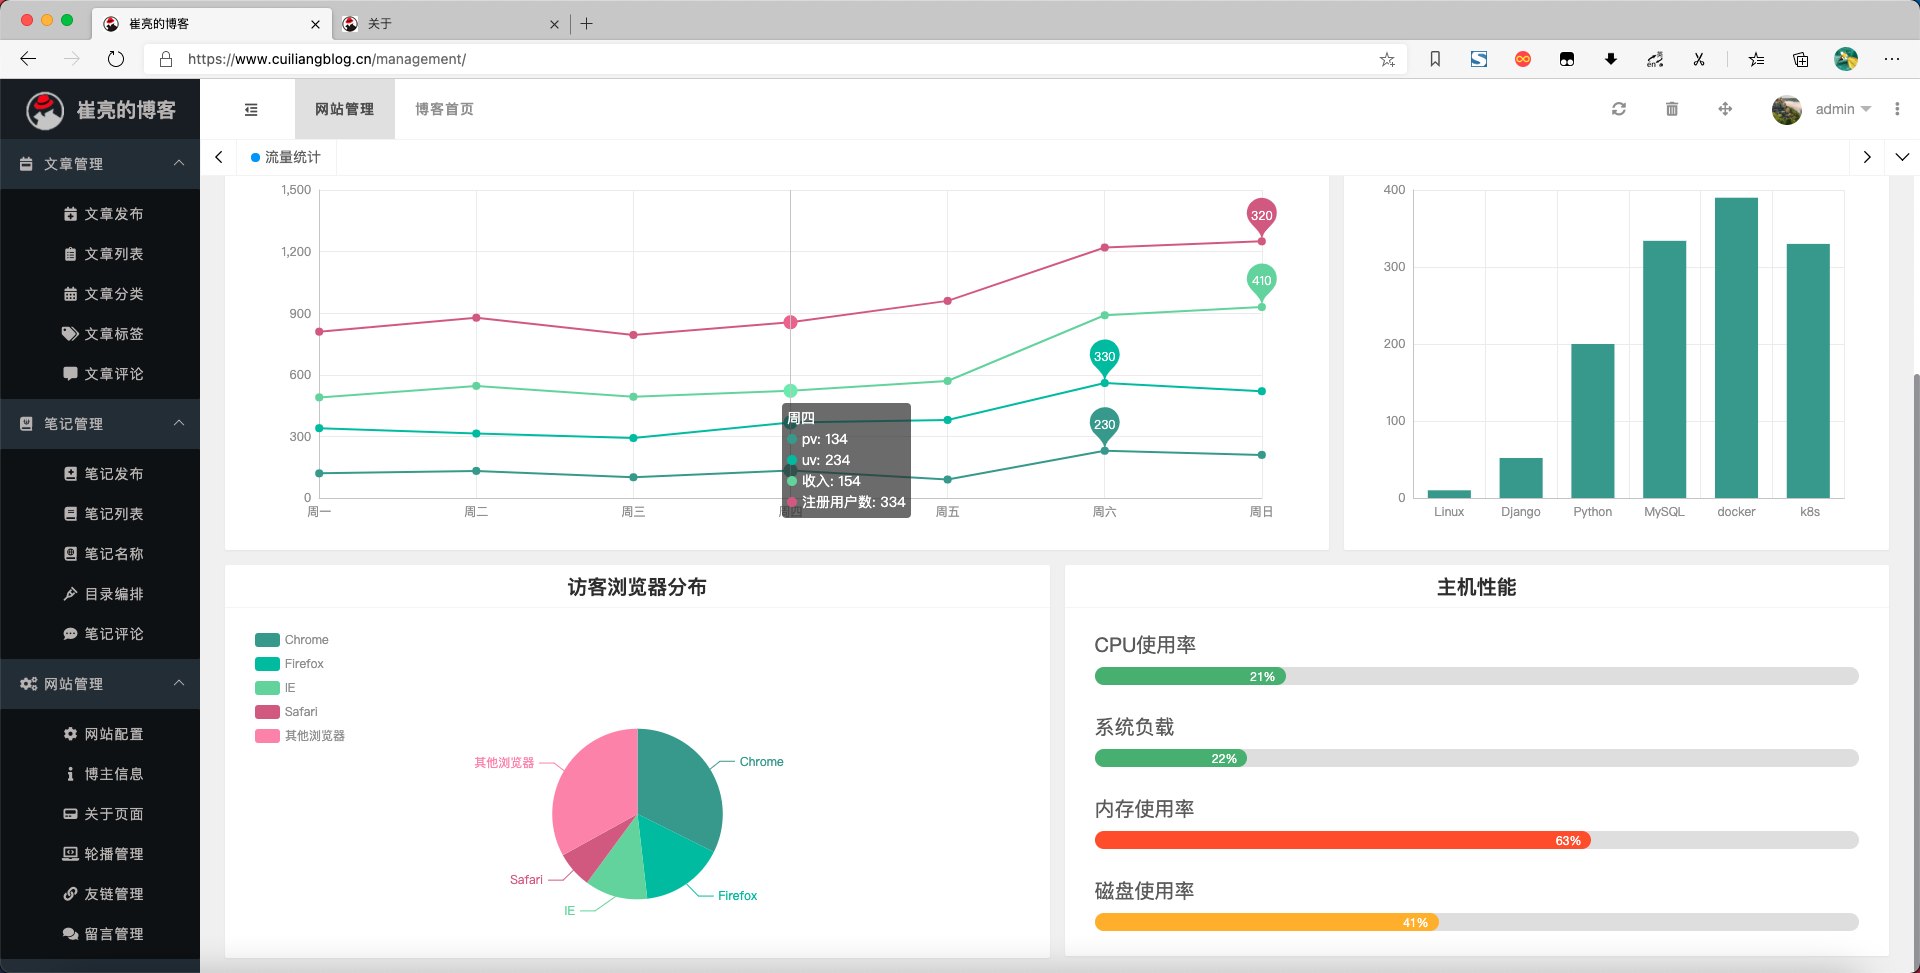 崔亮的博客
关于
https://www.cuiliangblog.cn/management/
崔亮的博客
网站管理
博客首页
admin
流量统计
文章管理
文章发布
文章列表
文章分类
文章标签
文章评论
笔记管理
笔记发布
笔记列表
笔记名称
目录编排
笔记评论
网站管理
网站配置
博主信息
关于页面
轮播管理
友链管理
留言管理
1,500
1,200
900
600
300
0
320
410
330
230
周四
pv: 134
uv: 234
收入: 154
注册用户数: 334
周一
周二
周三
周四
周五
周六
周日
400
300
200
100
0
Linux
Django
Python
MySQL
docker
k8s
访客浏览器分布
Chrome
Firefox
IE
Safari
其他浏览器
其他浏览器
Chrome
Safari
IE
Firefox
主机性能
CPU使用率
21%
系统负载
22%
内存使用率
63%
磁盘使用率
41%